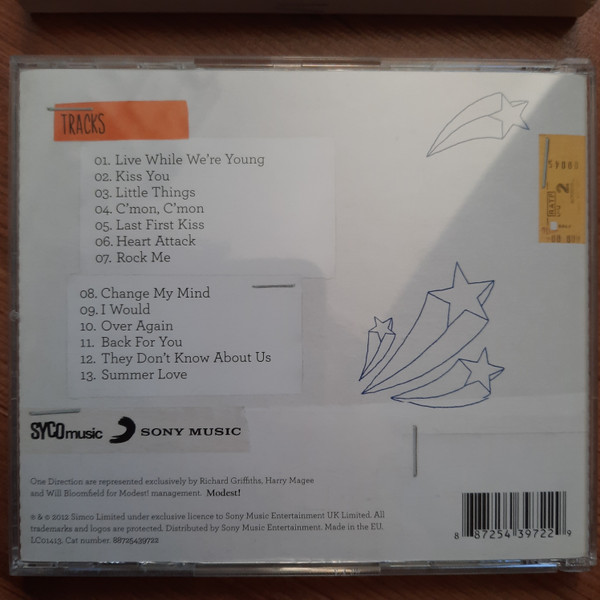 TRACKS
01. Live While We're Young
02. Kiss You
03. Little Things
04. C'mon, C'mon
05. Last First Kiss
06. Heart Attack
07. Rock Me
08. Change My Mind
09. I Would
10. Over Again
11. Back For You
12. They Don't Know About Us
13. Summer Love
SYCOmusic SONY MUSIC
One Direction are represented exclusively by Richard Griffiths, Harry Magee
and Will Bloomfield for Modest! management. Modest!
℗ & © 2012 Simco Limited under exclusive licence to Sony Music Entertainment UK Limited. All
trademarks and logos are protected. Distributed by Sony Music Entertainment. Made in the EU.
LC01413. Cat number. 88725439722
8 87254 39722 9
2